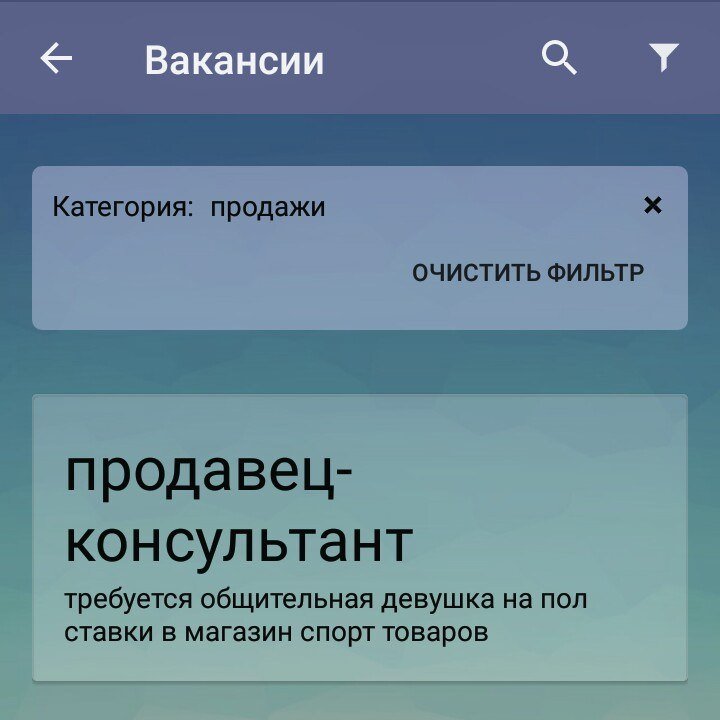 Вакансии
Категория: продажи
ОЧИСТИТЬ ФИЛЬТР
продавец-
консультант
требуется общительная девушка на пол
ставки в магазин спорт товаров